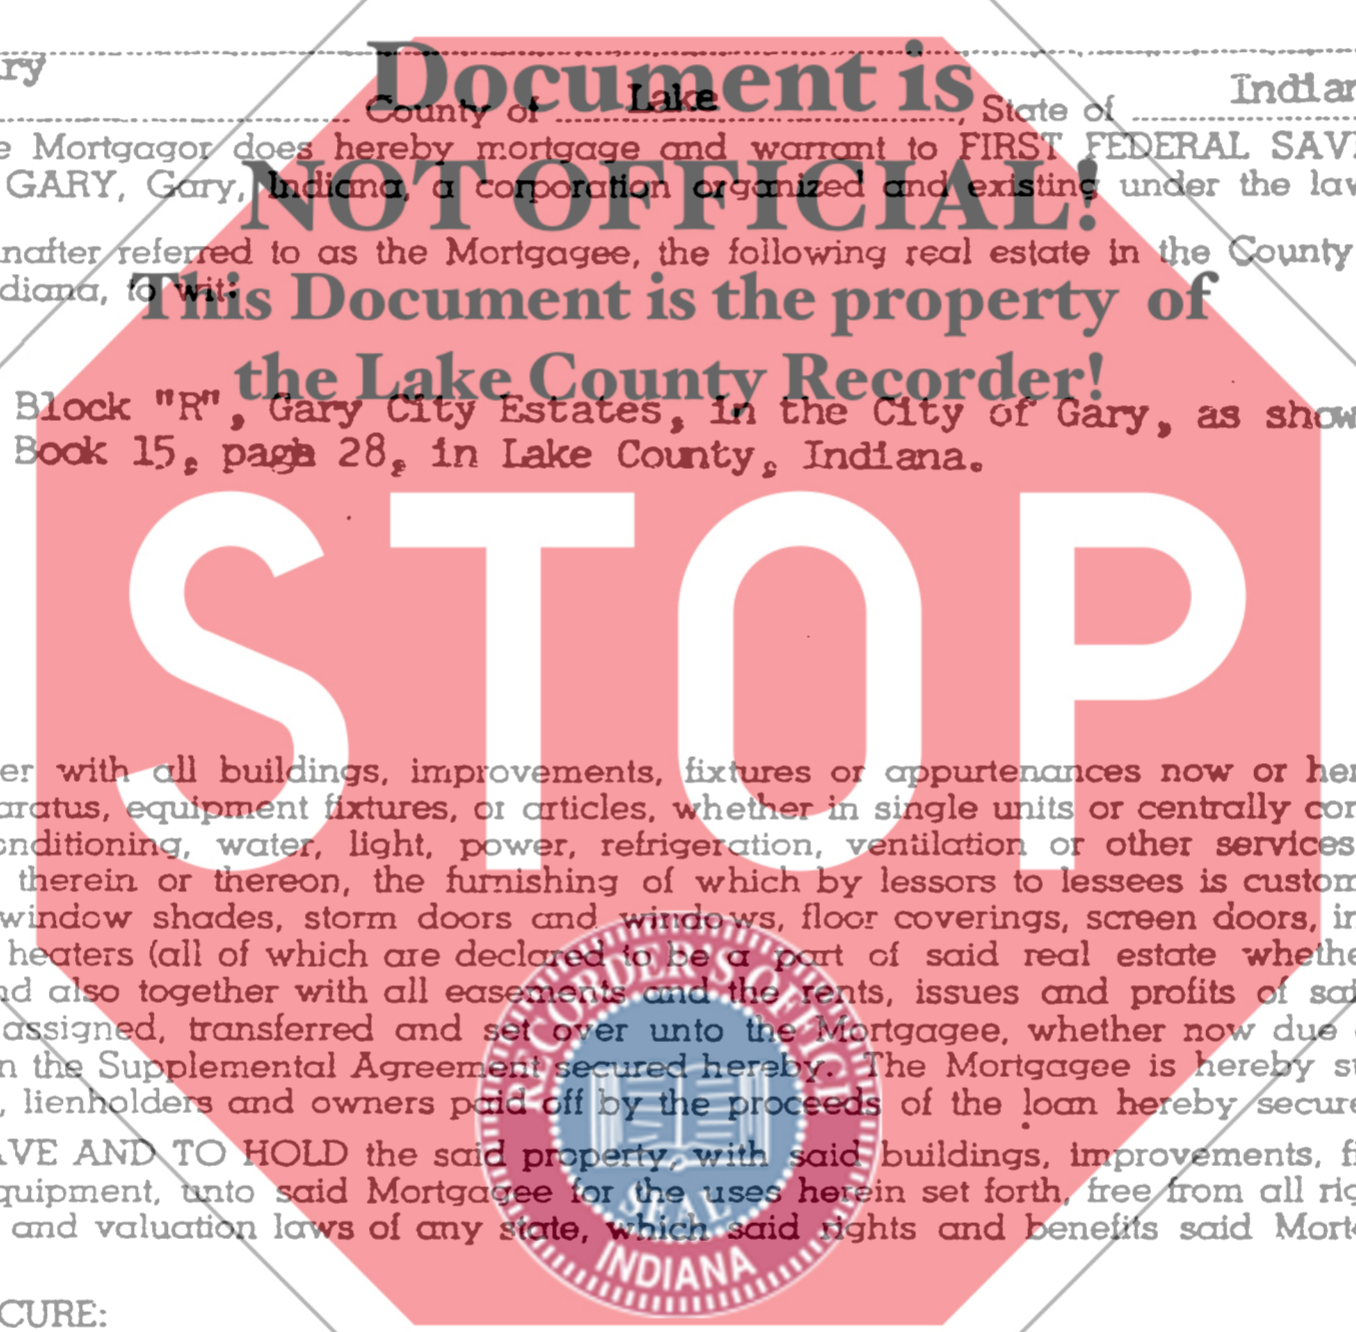 Document is
ry
County of Lake, State of Indian
e Mortgagor does hereby mortgage and warrant to FIRST FEDERAL SAV
NOT OFFICIAL!
GARY, Gary, Indiana, a corporation organized and existing under the law
nafter referred to as the Mortgagee, the following real estate in the County
diana, to wit:
This Document is the property of
the Lake County Recorder!
Block "R", Gary City Estates, in the City of Gary, as show
Book 15, page 28, in Lake County, Indiana.
STOP
er with all buildings, improvements, fixtures or appurtenances now or her
aratus, equipment fixtures, or articles, whether in single units or centrally con
onditioning, water, light, power, refrigeration, ventilation or other services
therein or thereon, the furnishing of which by lessors to lessees is custom
window shades, storm doors and windows, floor coverings, screen doors, in
heaters (all of which are declared to be a part of said real estate whethe
nd also together with all easements and the rents, issues and profits of sai
assigned, transferred and set over unto the Mortgagee, whether now due
n the Supplemental Agreement secured hereby. The Mortgagee is hereby su
, lienholders and owners paid off by the proceeds of the loan hereby secure
AVE AND TO HOLD the said property, with said buildings, improvements, fi
quipment, unto said Mortgagee for the uses herein set forth, free from all rig
and valuation laws of any state, which said rights and benefits said Mort
CURE:
RECORDER'S OFFICE
SEAL
INDIANA